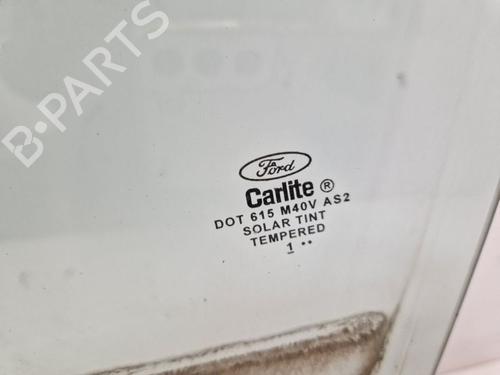 B-PARTS
Ford
Carlite ®
DOT 615 M40V AS2
SOLAR TINT
TEMPERED
1 ••